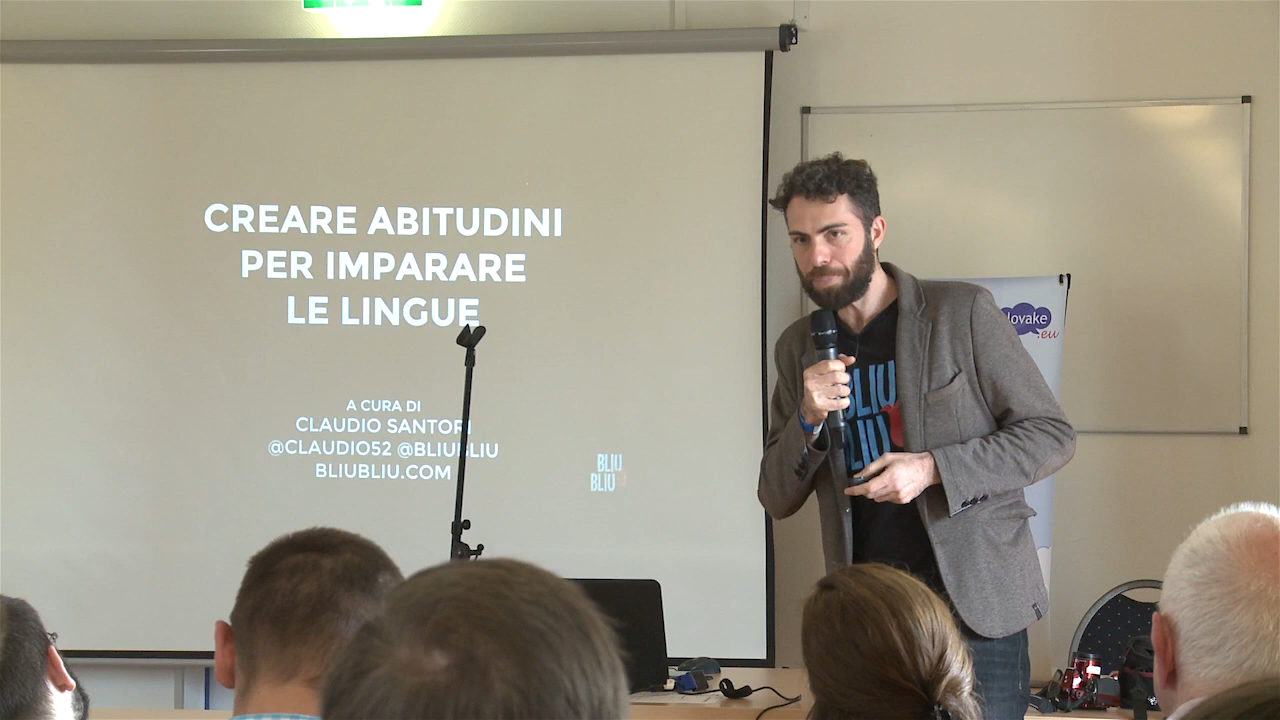 CREARE ABITUDINI
PER IMPARARE
LE LINGUE
A CURA DI
CLAUDIO SANTORI
@CLAUDIO52 @BLIUBLIU
BLIUBLIU.COM
BLIU
BLIU
BLIU
BLIU
lovake
.eu